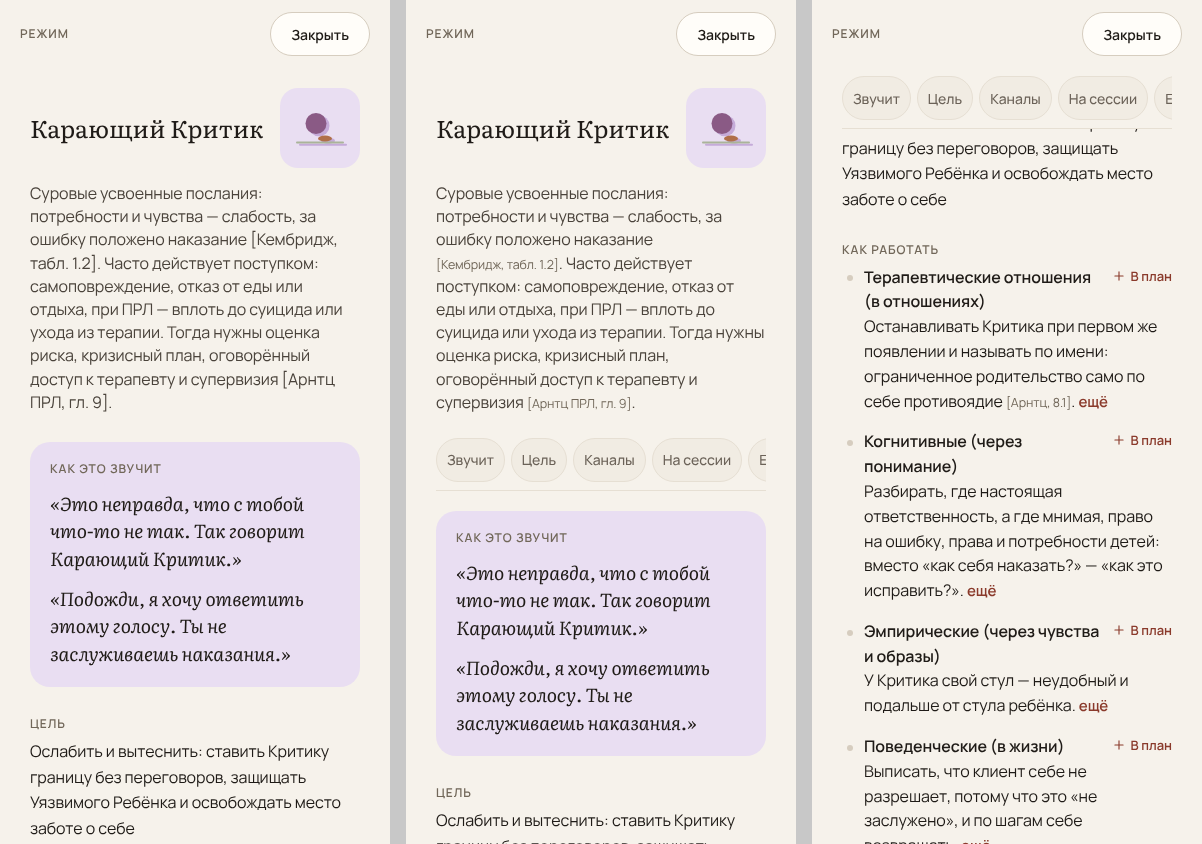 РЕЖИМ
Закрыть
Карающий Критик
Суровые усвоенные послания:
потребности и чувства — слабость, за
ошибку положено наказание [Кембридж,
табл. 1.2]. Часто действует поступком:
самоповреждение, отказ от еды или
отдыха, при ПРЛ — вплоть до суицида или
ухода из терапии. Тогда нужны оценка
риска, кризисный план, оговорённый
доступ к терапевту и супервизия [Арнтц
ПРЛ, гл. 9].
КАК ЭТО ЗВУЧИТ
«Это неправда, что с тобой
что-то не так. Так говорит
Карающий Критик.»
«Подожди, я хочу ответить
этому голосу. Ты не
заслуживаешь наказания.»
ЦЕЛЬ
Ослабить и вытеснить: ставить Критику
границу без переговоров, защищать
Уязвимого Ребёнка и освобождать место
заботе о себе
РЕЖИМ
Закрыть
Карающий Критик
Суровые усвоенные послания:
потребности и чувства — слабость, за
ошибку положено наказание
[Кембридж, табл. 1.2]. Часто действует
поступком: самоповреждение, отказ от
еды или отдыха, при ПРЛ — вплоть до
суицида или ухода из терапии. Тогда нужны
оценка риска, кризисный план,
оговорённый доступ к терапевту и
супервизия [Арнтц ПРЛ, гл. 9].
Звучит Цель Каналы На сессии
КАК ЭТО ЗВУЧИТ
«Это неправда, что с тобой
что-то не так. Так говорит
Карающий Критик.»
«Подожди, я хочу ответить
этому голосу. Ты не
заслуживаешь наказания.»
ЦЕЛЬ
Ослабить и вытеснить: ставить Критику
РЕЖИМ
Закрыть
Звучит Цель Каналы На сессии
границу без переговоров, защищать
Уязвимого Ребёнка и освобождать место
заботе о себе
КАК РАБОТАТЬ
Терапевтические отношения + В план
(в отношениях)
Останавливать Критика при первом же
появлении и называть по имени:
ограниченное родительство само по
себе противоядие [Арнтц, 8.1]. ещё
Когнитивные (через + В план
понимание)
Разбирать, где настоящая
ответственность, а где мнимая, право
на ошибку, права и потребности детей:
вместо «как себя наказать?» — «как это
исправить?». ещё
Эмпирические (через чувства + В план
и образы)
У Критика свой стул — неудобный и
подальше от стула ребёнка. ещё
Поведенческие (в жизни) + В план
Выписать, что клиент себе не
разрешает, потому что это «не
заслужено», и по шагам себе